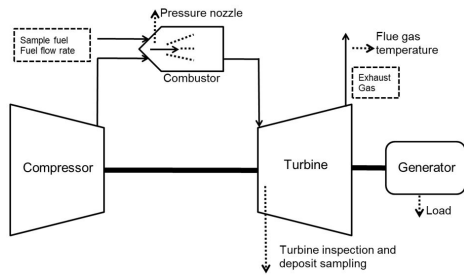 Pressure nozzle
Sample fuel
Fuel flow rate
Combustor
Flue gas
temperature
Exhaust
Gas
Compressor
Turbine
Generator
Load
Turbine inspection and
deposit sampling